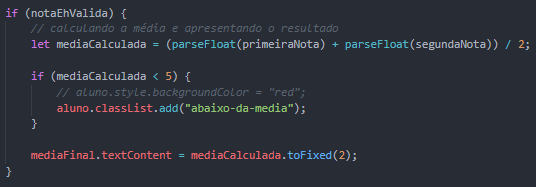 if (notaEhValida) {
// calculando a média e apresentando o resultado
let mediaCalculada = (parseFloat(primeiraNota) + parseFloat(segundaNota)) / 2;
if (mediaCalculada < 5) {
// aluno.style.backgroundColor = "red";
aluno.classList.add("abaixo-da-media");
}
mediaFinal.textContent = mediaCalculada.toFixed(2);
}